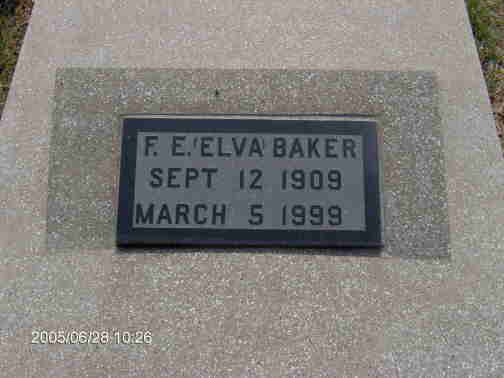 F. E. (ELVA) BAKER
SEPT 12 1909
MARCH 5 1999
2005/06/28 10:26